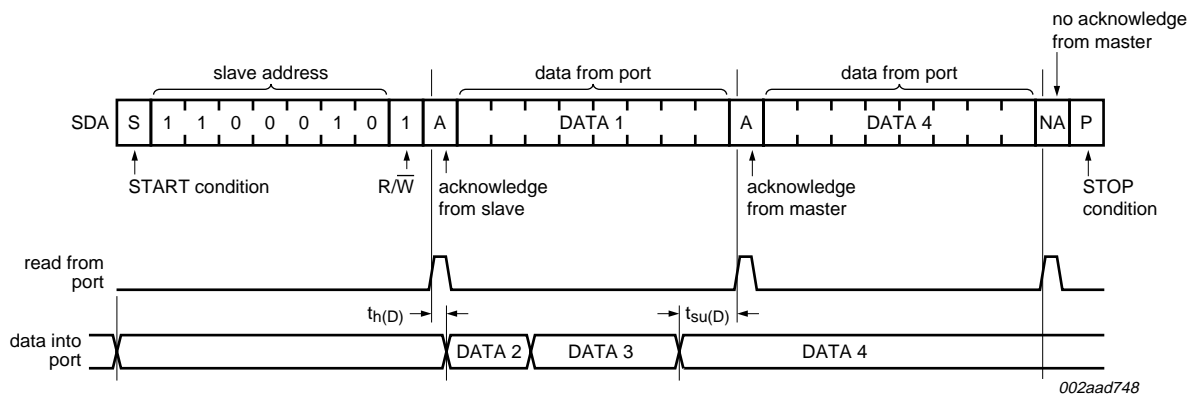 no acknowledge
from master
slave address
data from port
data from port
SDA S 1 1 0 0 0 1 0 1 A DATA 1 A DATA 4 NA P
START condition
R/W̅
acknowledge
from slave
acknowledge
from master
STOP
condition
read from
port
th(D)
tsu(D)
data into
port
DATA 2 DATA 3 DATA 4
002aad748